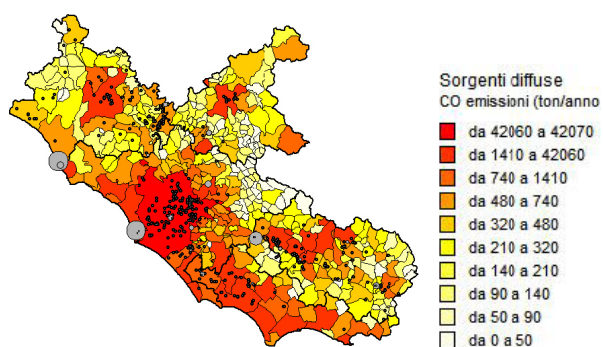 Sorgenti diffuse
CO emissioni (ton/anno
da 42060 a 42070
da 1410 a 42060
da 740 a 1410
da 480 a 740
da 320 a 480
da 210 a 320
da 140 a 210
da 90 a 140
da 50 a 90
da 0 a 50